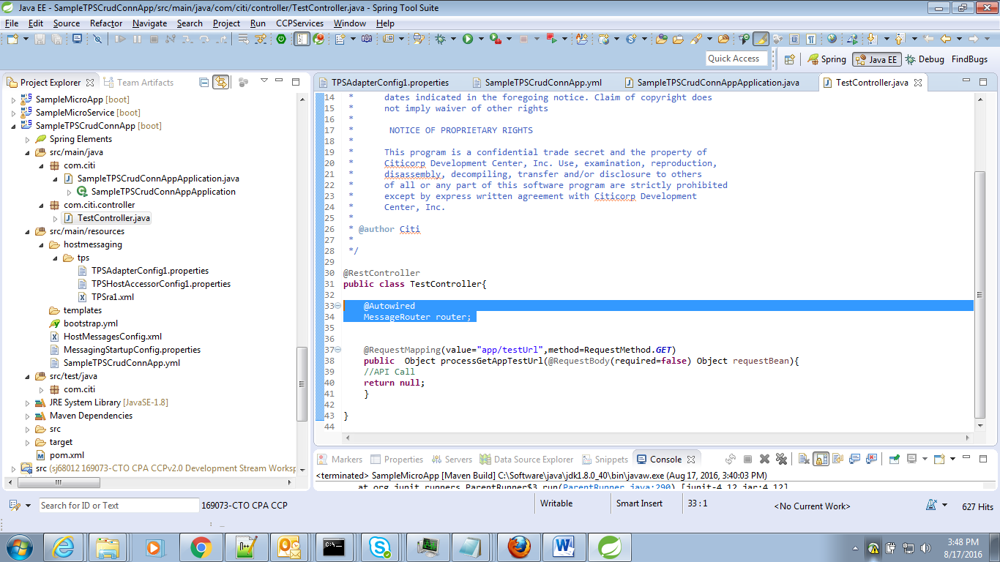 Java EE - SampleTPSCrudConnApp/src/main/java/com/citi/controller/TestController.java - Spring Tool Suite
File Edit Source Refactor Navigate Search Project Run CCPServices Window Help
Quick Access Spring Java EE Debug FindBugs
Project Explorer Team Artifacts
SampleMicroApp [boot]
SampleMicroService [boot]
SampleTPSCrudConnApp [boot]
Spring Elements
src/main/java
com.citi
SampleTPSCrudConnAppApplication.java
SampleTPSCrudConnAppApplication
com.citi.controller
TestController.java
src/main/resources
hostmessaging
tps
TPSAdapterConfig1.properties
TPSHostAccessorConfig1.properties
TPSra1.xml
templates
bootstrap.yml
HostMessagesConfig.xml
MessagingStartupConfig.properties
SampleTPSCrudConnApp.yml
src/test/java
com.citi
JRE System Library [JavaSE-1.8]
Maven Dependencies
src
target
pom.xml
src (sj68012 169073-CTO CPA CCPv2.0 Development Stream Worksp
TPSAdapterConfig1.properties SampleTPSCrudConnApp.yml SampleTPSCrudConnAppApplication.java TestController.java
14 * dates indicated in the foregoing notice. Claim of copyright does
15 * not imply waiver of other rights
16 *
17 * NOTICE OF PROPRIETARY RIGHTS
18 *
19 * This program is a confidential trade secret and the property of
20 * Citicorp Development Center, Inc. Use, examination, reproduction,
21 * disassembly, decompiling, transfer and/or disclosure to others
22 * of all or any part of this software program are strictly prohibited
23 * except by express written agreement with Citicorp Development
24 * Center, Inc.
25 *
26 * @author Citi
27 *
28 */
29
30 @RestController
31 public class TestController{
32
33 @Autowired
34 MessageRouter router;
35
36
37 @RequestMapping(value="app/testUrl",method=RequestMethod.GET)
38 public Object processGetAppTestUrl(@RequestBody(required=false) Object requestBean){
39 //API Call
40 return null;
41 }
42
43 }
44
Markers Properties Servers Data Source Explorer Snippets Console
<terminated> SampleMicroApp [Maven Build] C:\Software\java\jdk1.8.0_40\bin\javaw.exe (Aug 17, 2016, 3:40:03 PM)
at org.junit.runners.ParentRunner$3.run(ParentRunner.java:290) [junit-4.12.jar:4.12]
Search for ID or Text 169073-CTO CPA CCP Writable Smart Insert 33 : 1 <No Current Work> 627 Hits
3:48 PM
8/17/2016